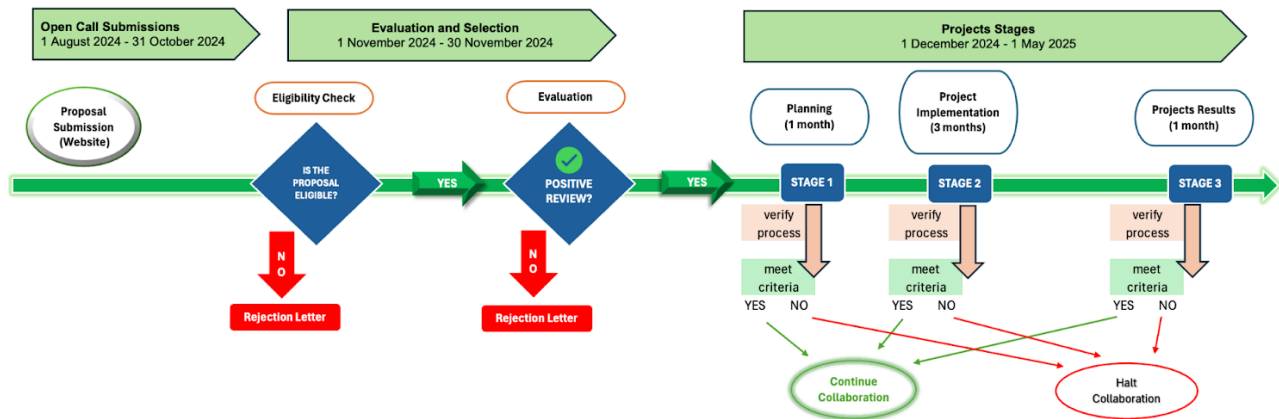 Open Call Submissions
1 August 2024 - 31 October 2024
Evaluation and Selection
1 November 2024 - 30 November 2024
Projects Stages
1 December 2024 - 1 May 2025
Proposal
Submission
(Website)
Eligibility Check
Evaluation
Planning
(1 month)
Project
Implementation
(3 months)
Projects Results
(1 month)
IS THE
PROPOSAL
ELIGIBLE?
YES
POSITIVE
REVIEW?
YES
STAGE 1
STAGE 2
STAGE 3
NO
Rejection Letter
NO
Rejection Letter
verify
process
verify
process
verify
process
meet
criteria
meet
criteria
meet
criteria
YES NO
YES NO
YES NO
Continue
Collaboration
Halt
Collaboration